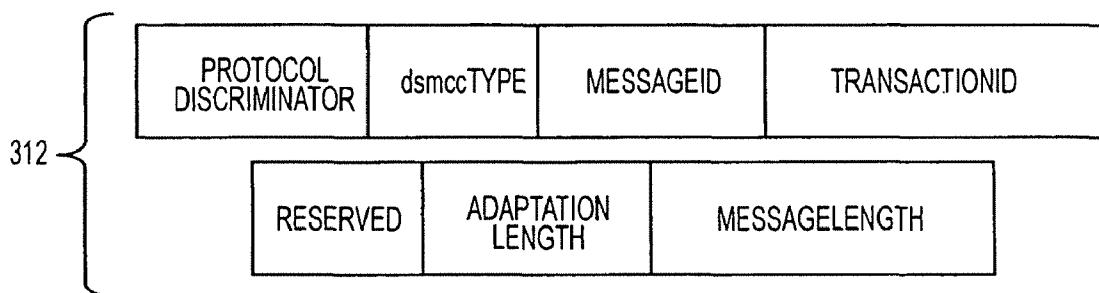 PROTOCOL
DISCRIMINATOR
dsmccTYPE
MESSAGEID
TRANSACTIONID
312
RESERVED
ADAPTATION
LENGTH
MESSAGELENGTH